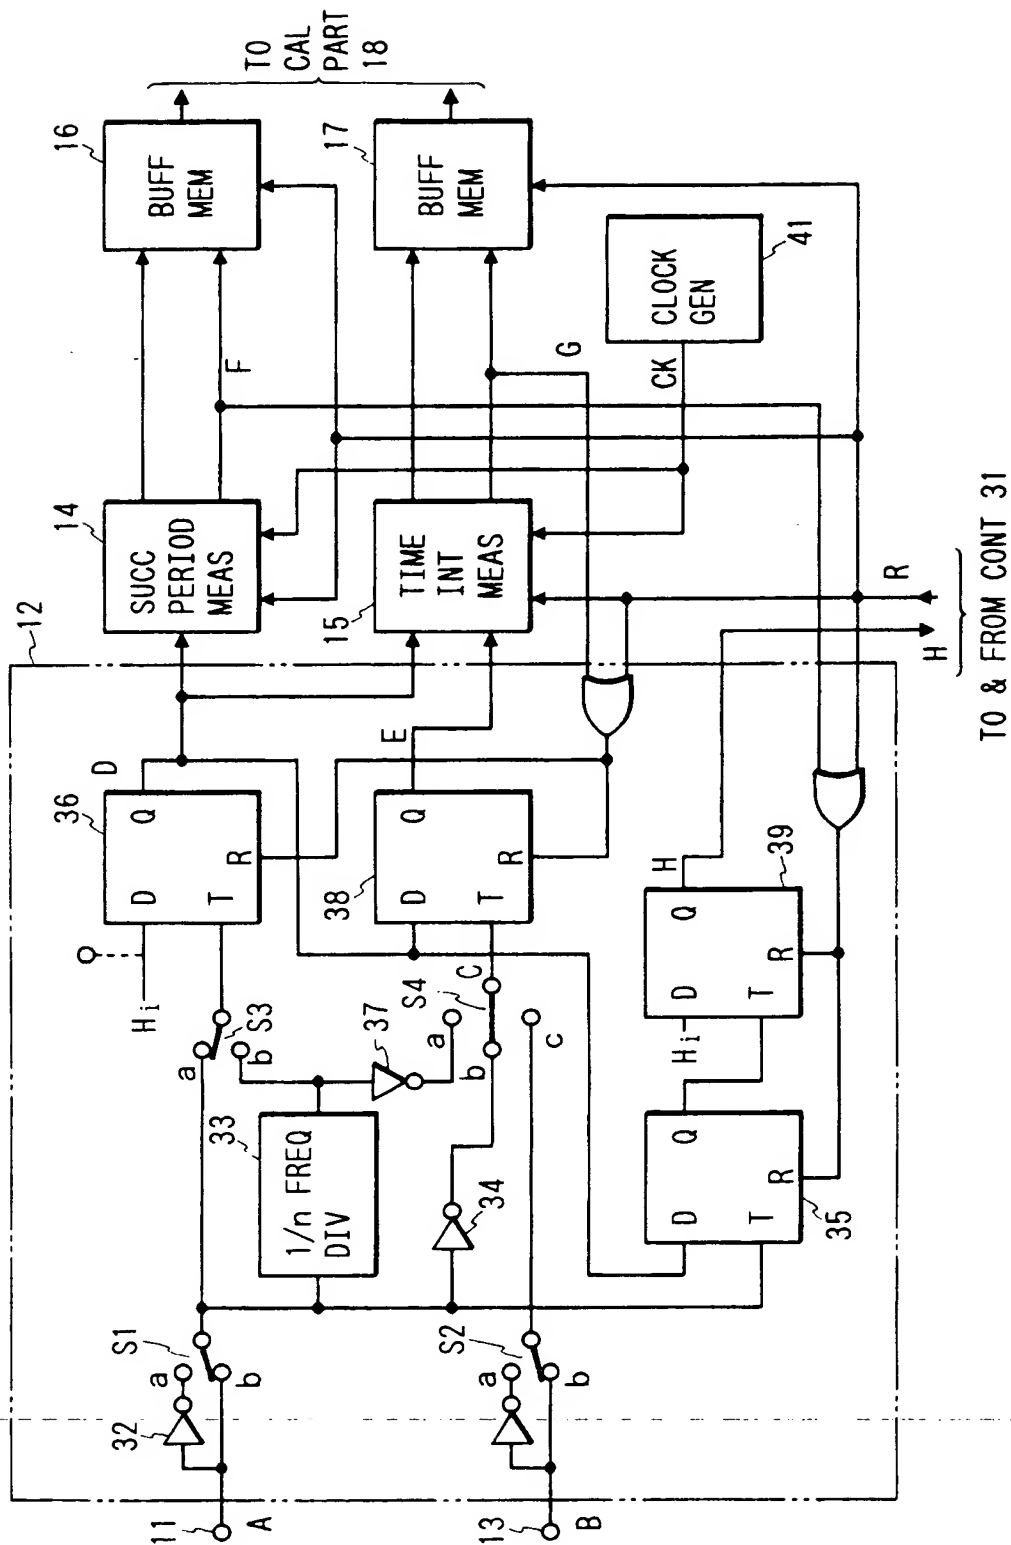 11
A
13
B
32
a
b
S1
a
b
S2
12
a
b
S3
33
1/n FREQ
DIV
34
37
a
b
c
S4
C
Hi
36
D
Q
T
R
D
38
D
Q
T
R
E
35
D
Q
T
R
39
Hi
D
Q
T
R
H
14
SUCC
PERIOD
MEAS
15
TIME
INT
MEAS
F
G
CK
CLOCK
GEN
41
16
BUFF
MEM
17
BUFF
MEM
TO
CAL
PART
18
H
R
TO & FROM CONT 31